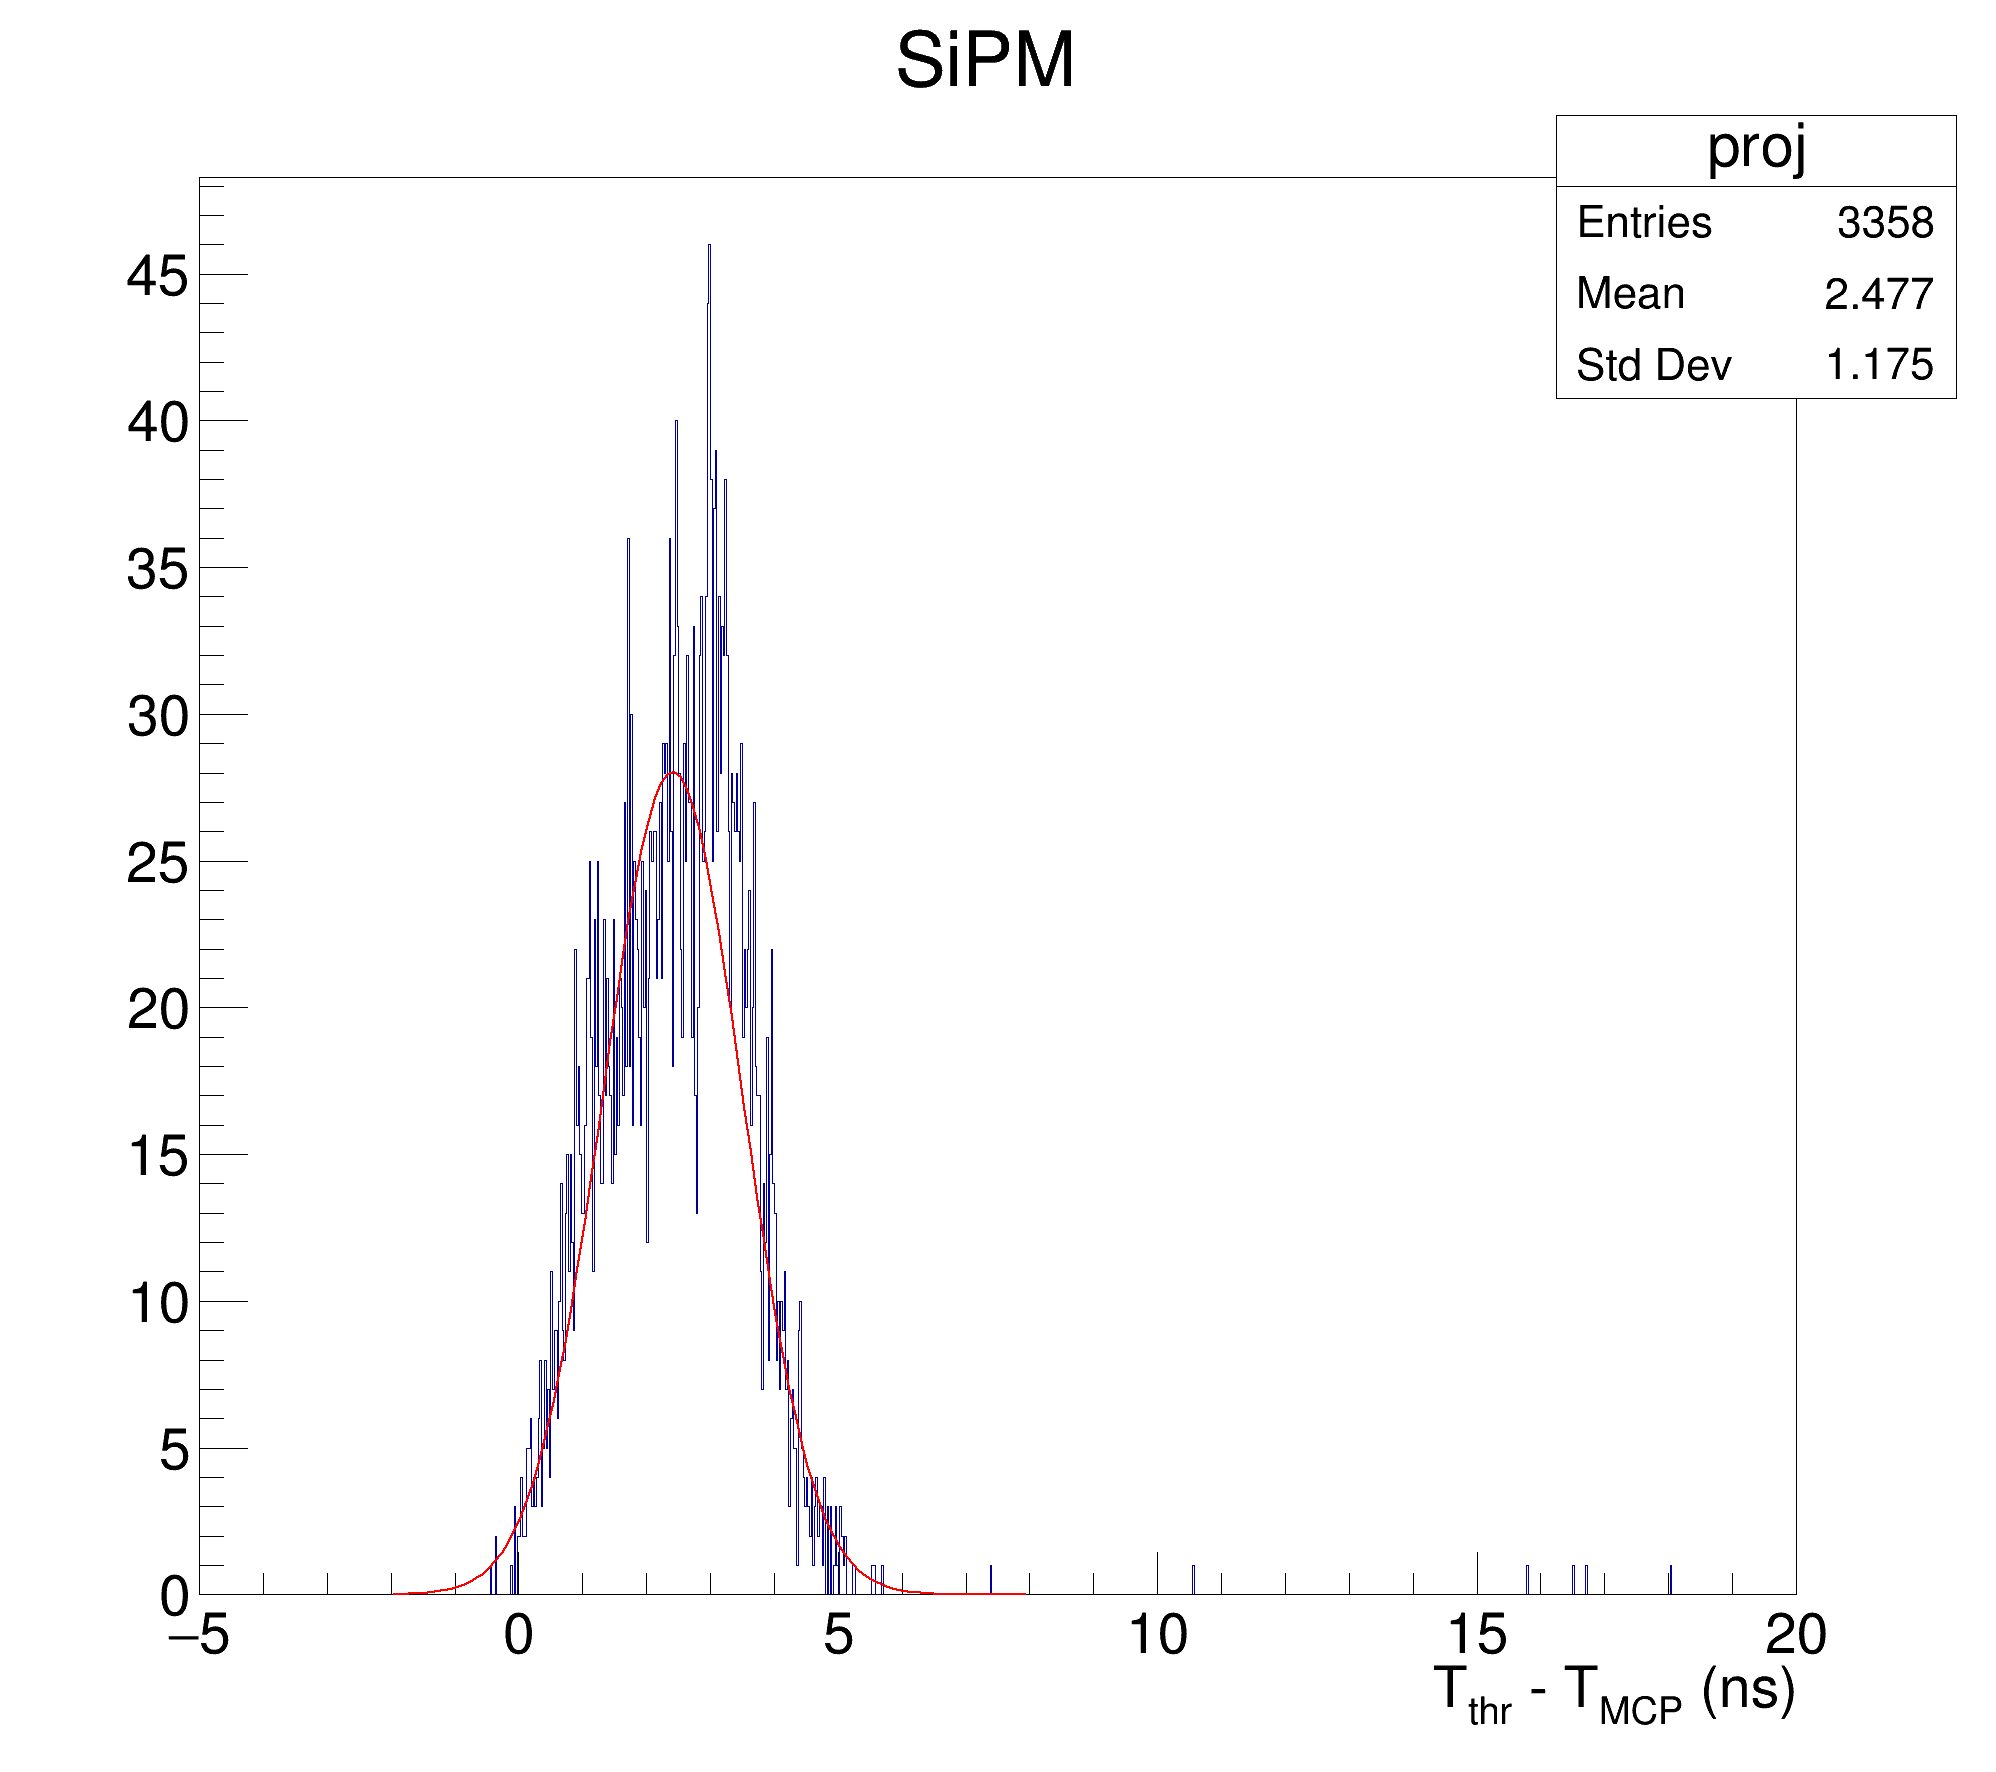 SiPM
proj
Entries 3358
Mean 2.477
Std Dev 1.175
45
40
35
30
25
20
15
10
5
0
−5 0 5 10 15 20
T_thr - T_MCP (ns)